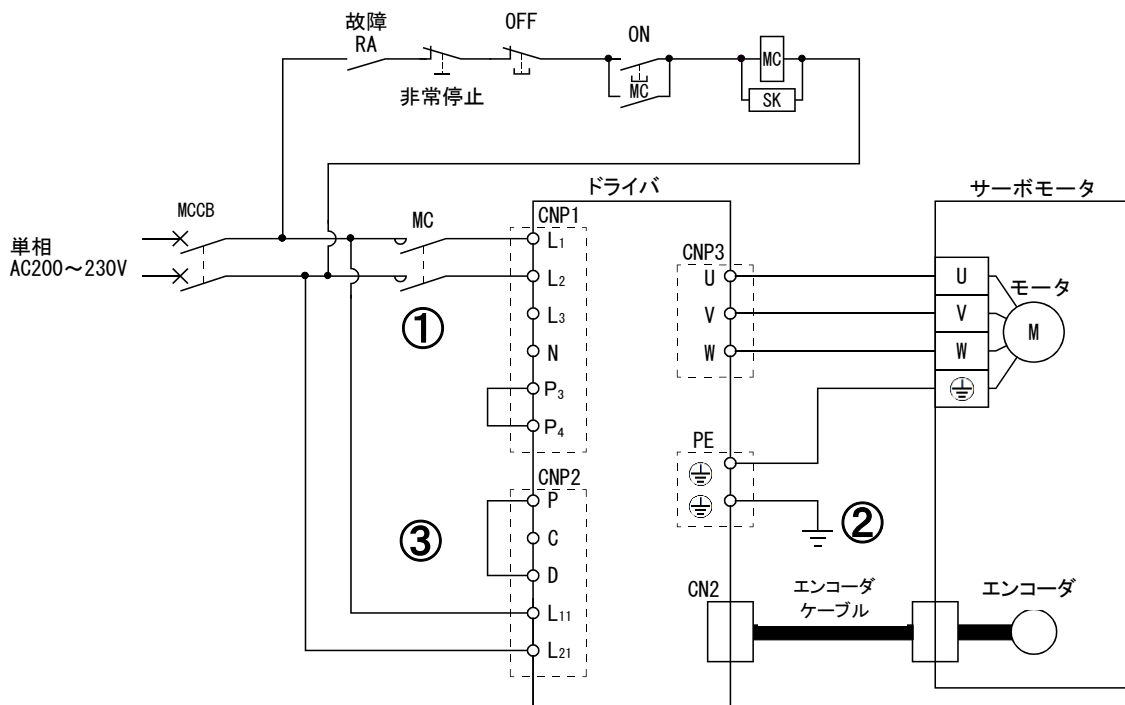 故障
RA
OFF
ON
非常停止
MC
MC
SK
ドライバ
サーボモータ
MCCB
MC
CNP1
単相
AC200～230V
L1
L2
L3
N
P3
P4
①
CNP3
U
V
W
U
V
W
モータ
M
PE
②
CNP2
P
C
D
L11
L21
③
CN2
エンコーダ
ケーブル
エンコーダ